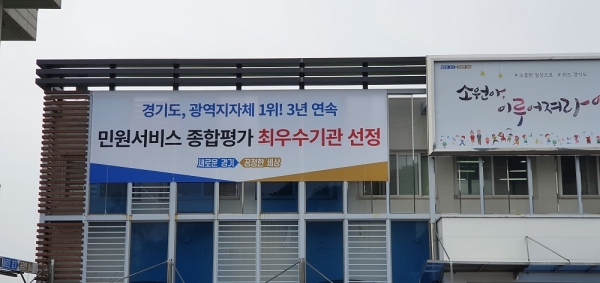 경기도, 광역지자체 1위! 3년 연속
민원서비스 종합평가 최우수기관 선정
새로운 경기 공정한 세상
소원아
이루어져라~